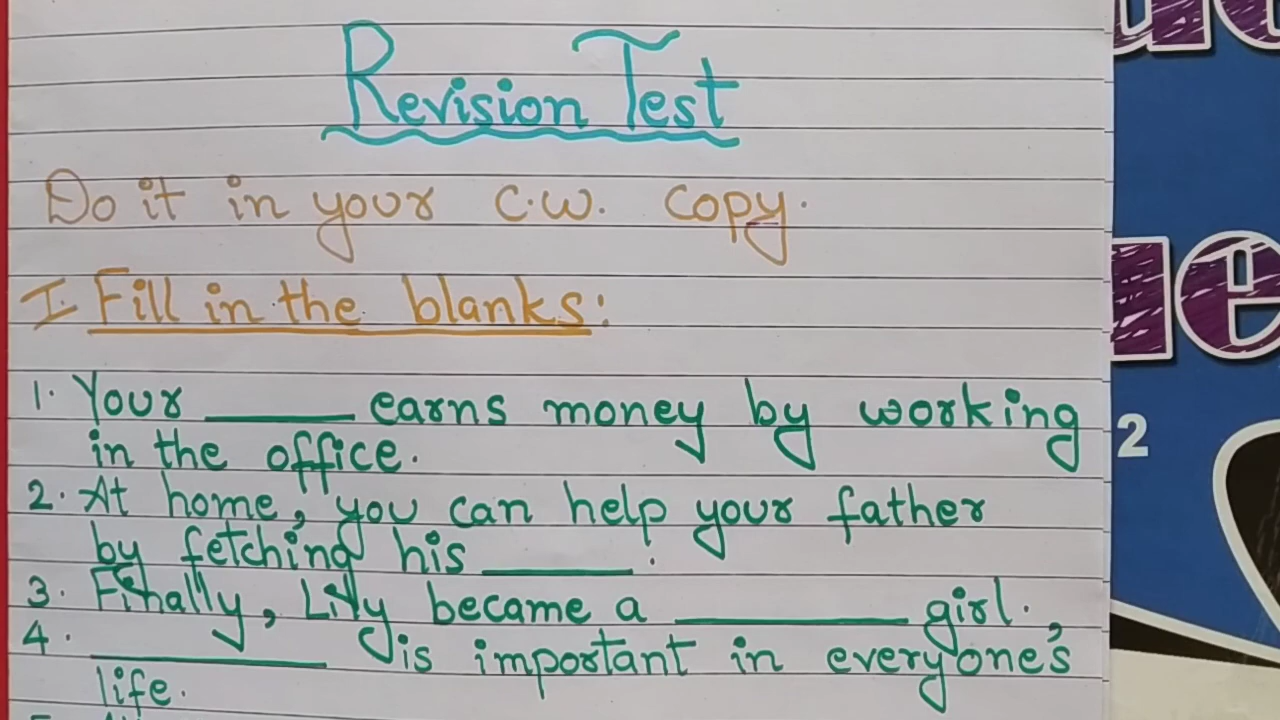 Revision Test
Do it in your c.w. copy.
I. Fill in the blanks:
1. Your ______ earns money by working
in the office.
2. At home, you can help your father
by fetching his ______.
3. Finally, Lily became a ______ girl.
4. ______ is important in everyone's
life.
2